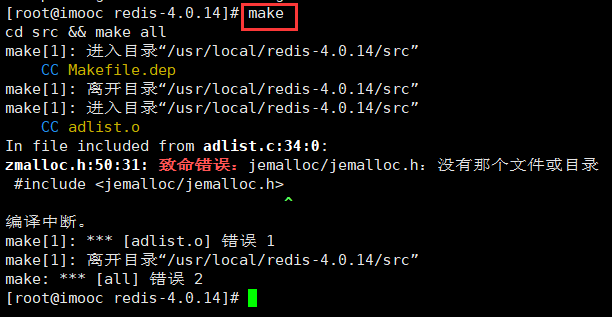 [root@imooc redis-4.0.14]# make
cd src && make all
make[1]: 进入目录“/usr/local/redis-4.0.14/src”
    CC Makefile.dep
make[1]: 离开目录“/usr/local/redis-4.0.14/src”
make[1]: 进入目录“/usr/local/redis-4.0.14/src”
    CC adlist.o
In file included from adlist.c:34:0:
zmalloc.h:50:31: 致命错误：jemalloc/jemalloc.h：没有那个文件或目录
 #include <jemalloc/jemalloc.h>
                               ^
编译中断。
make[1]: *** [adlist.o] 错误 1
make[1]: 离开目录“/usr/local/redis-4.0.14/src”
make: *** [all] 错误 2
[root@imooc redis-4.0.14]#